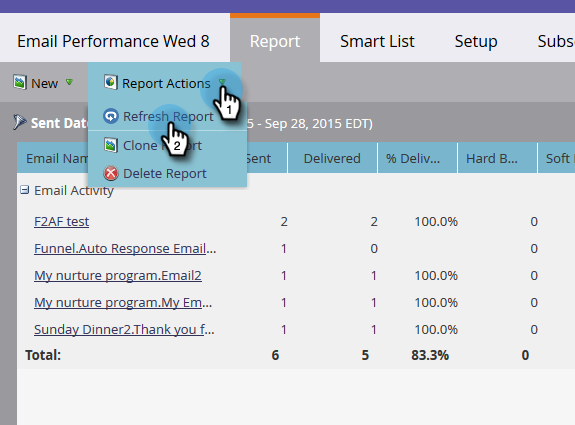 Email Performance Wed 8 Report Smart List Setup Subs
New Report Actions
1
Refresh Report
2
Sent Dat 5 - Sep 28, 2015 EDT)
Clone Report
Delete Report
Email Nam Sent Delivered % Deliv... Hard B... Soft
Email Activity
F2AF test 2 2 100.0% 0
Funnel.Auto Response Email... 1 0 0
My nurture program.Email2 1 1 100.0% 0
My nurture program.My Em... 1 1 100.0% 0
Sunday Dinner2.Thank you f... 1 1 100.0% 0
Total: 6 5 83.3% 0